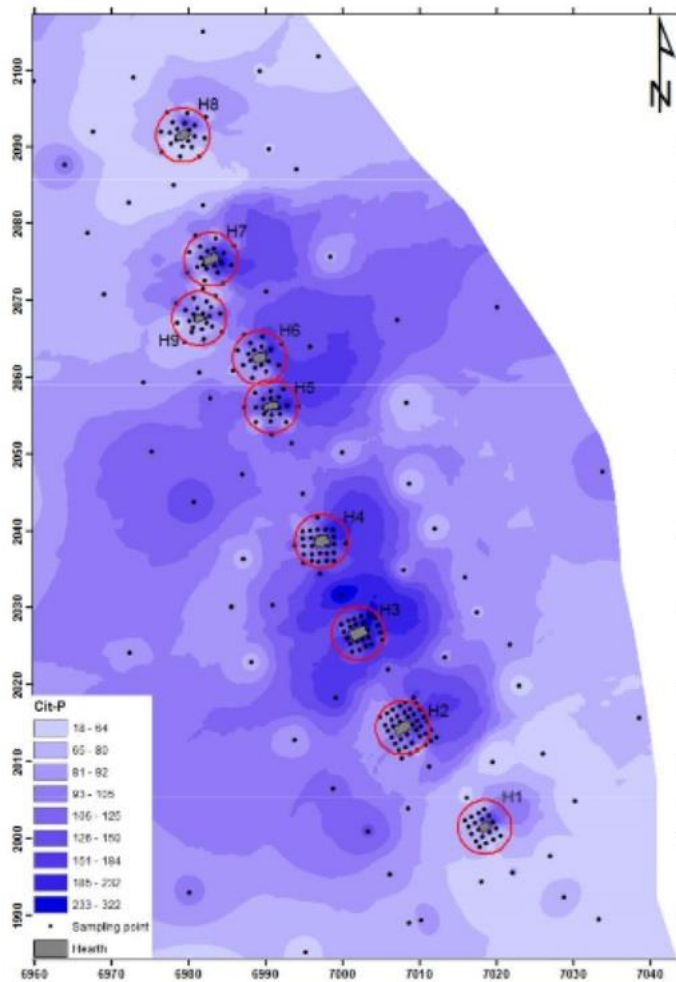 N
H8
H7
H9
H6
H5
H4
H3
H2
H1
2100
2090
2080
2070
2060
2050
2040
2030
2020
2010
2000
1990
Cit-P
18 - 64
65 - 80
81 - 92
93 - 105
106 - 125
126 - 150
151 - 184
185 - 232
233 - 322
Sampling point
Hearth
6960 6970 6980 6990 7000 7010 7020 7030 7040